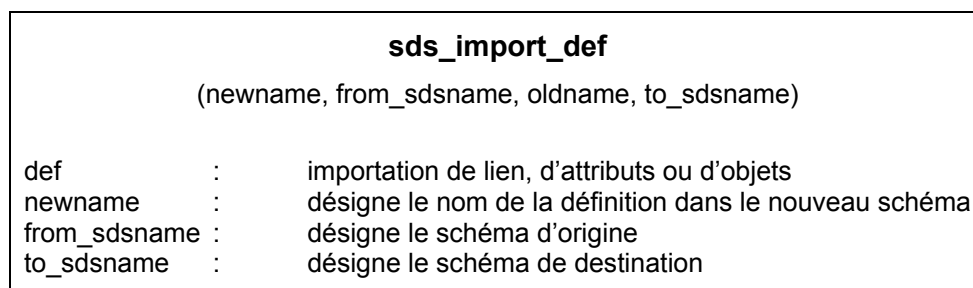 sds_import_def
(newname, from_sdsname, oldname, to_sdsname)
def : importation de lien, d'attributs ou d'objets
newname : désigne le nom de la définition dans le nouveau schéma
from_sdsname : désigne le schéma d'origine
to_sdsname : désigne le schéma de destination